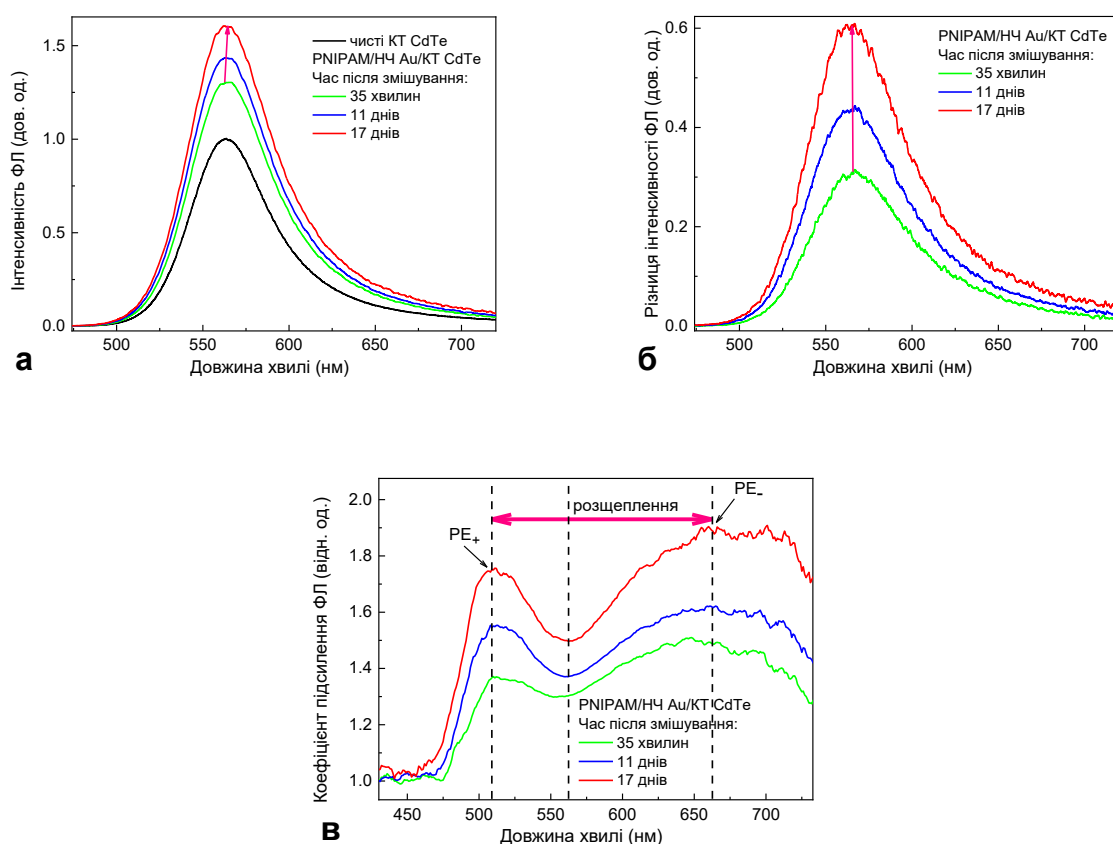 Інтенсивність ФЛ (дов. од.)
1.5
1.0
0.5
0.0
чисті КТ CdTe
PNIPAM/НЧ Au/КТ CdTe
Час після змішування:
35 хвилин
11 днів
17 днів
500
550
600
650
700
Довжина хвилі (нм)
а
Різниця інтенсивності ФЛ (дов. од.)
0.6
0.4
0.2
0.0
PNIPAM/НЧ Au/КТ CdTe
Час після змішування:
35 хвилин
11 днів
17 днів
500
550
600
650
700
Довжина хвилі (нм)
б
Коефіцієнт підсилення ФЛ (відн. од.)
2.0
1.8
1.6
1.4
1.2
1.0
PE+
розщеплення
PE-
PNIPAM/НЧ Au/КТ CdTe
Час після змішування:
35 хвилин
11 днів
17 днів
450
500
550
600
650
700
Довжина хвилі (нм)
в